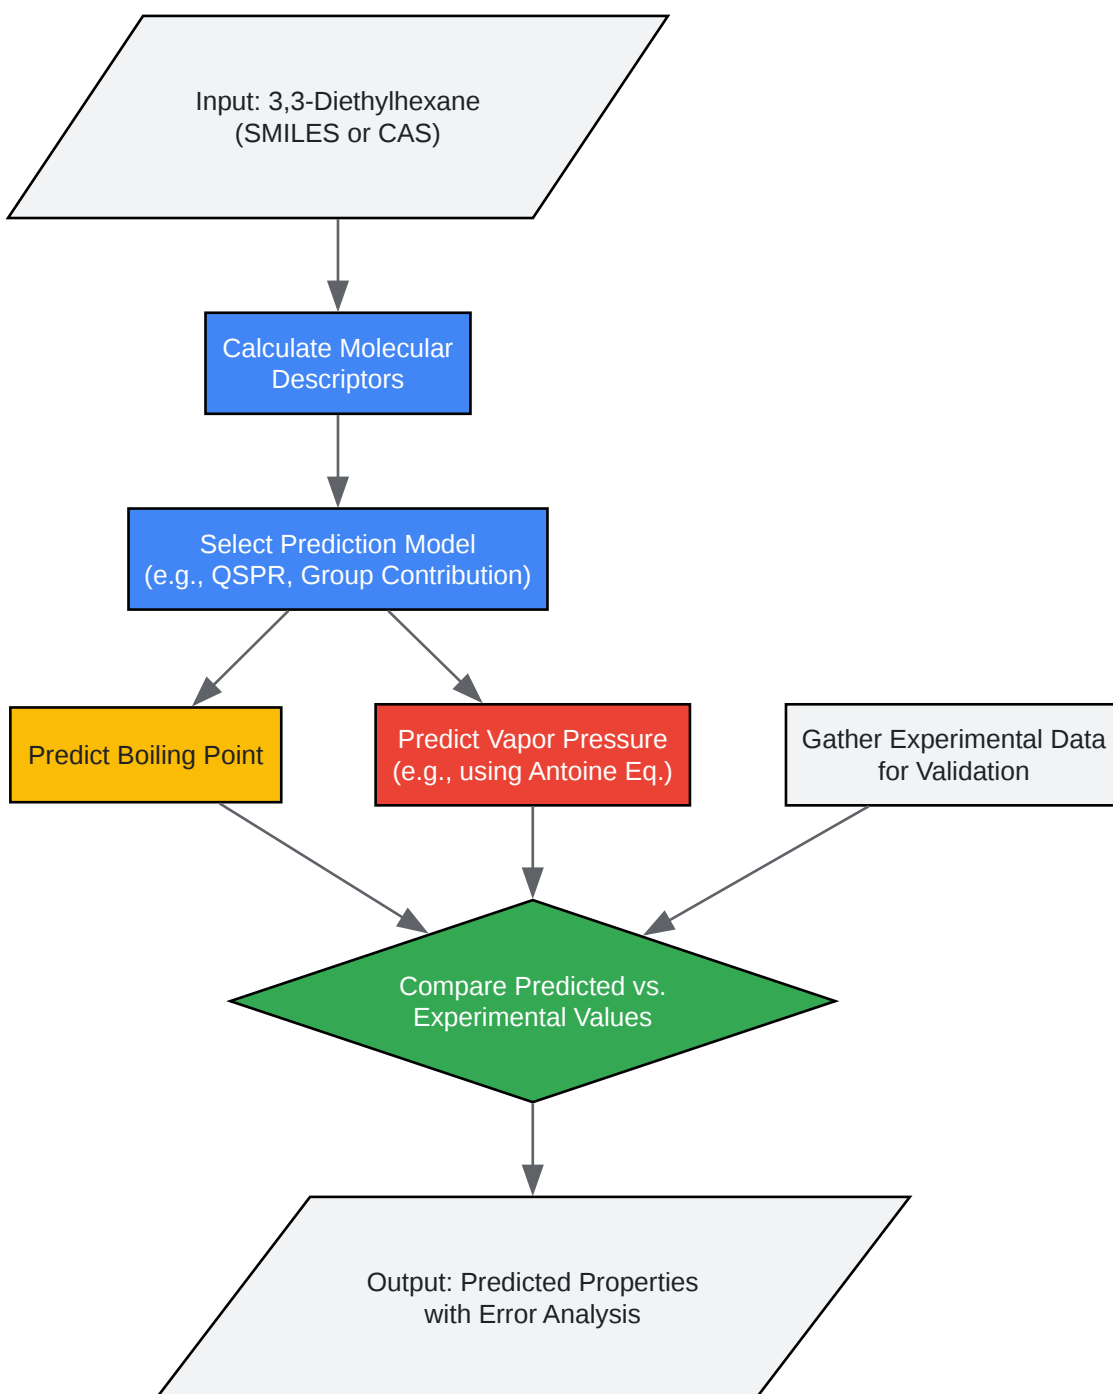 Input: 3,3-Diethylhexane
(SMILES or CAS)
Calculate Molecular
Descriptors
Select Prediction Model
(e.g., QSPR, Group Contribution)
Predict Boiling Point
Predict Vapor Pressure
(e.g., using Antoine Eq.)
Gather Experimental Data
for Validation
Compare Predicted vs.
Experimental Values
Output: Predicted Properties
with Error Analysis